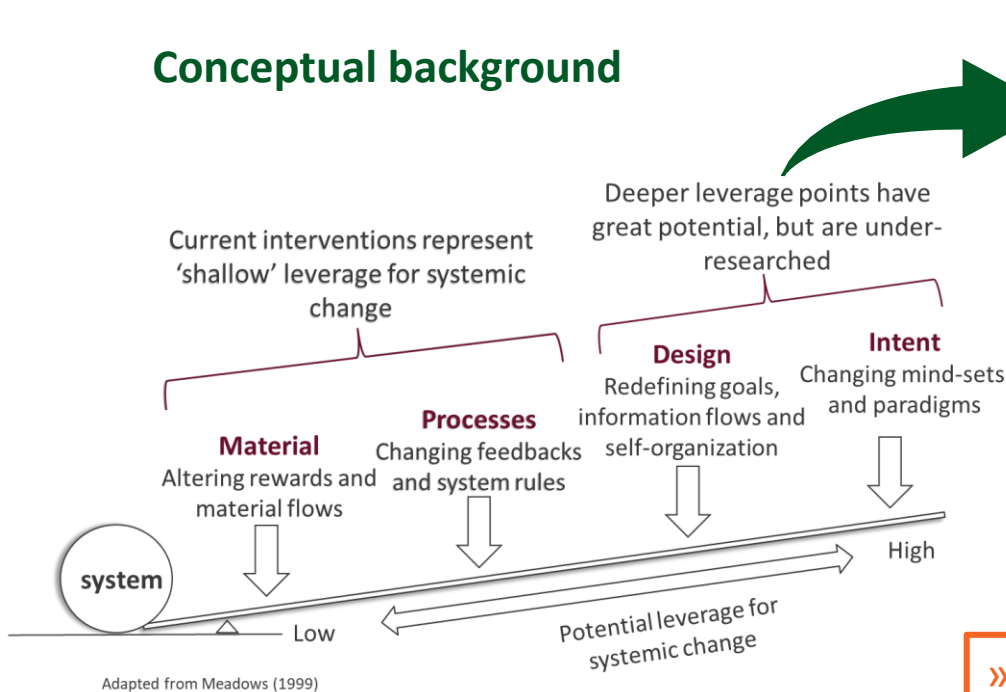 Conceptual background
Current interventions represent
‘shallow’ leverage for systemic
change
Deeper leverage points have
great potential, but are under-
researched
Material
Altering rewards and
material flows
Processes
Changing feedbacks
and system rules
Design
Redefining goals,
information flows and
self-organization
Intent
Changing mind-sets
and paradigms
system
Low
High
Potential leverage for
systemic change
Adapted from Meadows (1999)
»